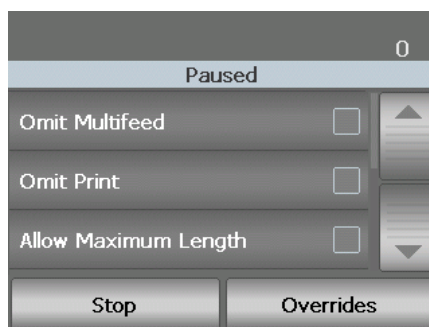 0
Paused
Omit Multifeed
Omit Print
Allow Maximum Length
Stop Overrides